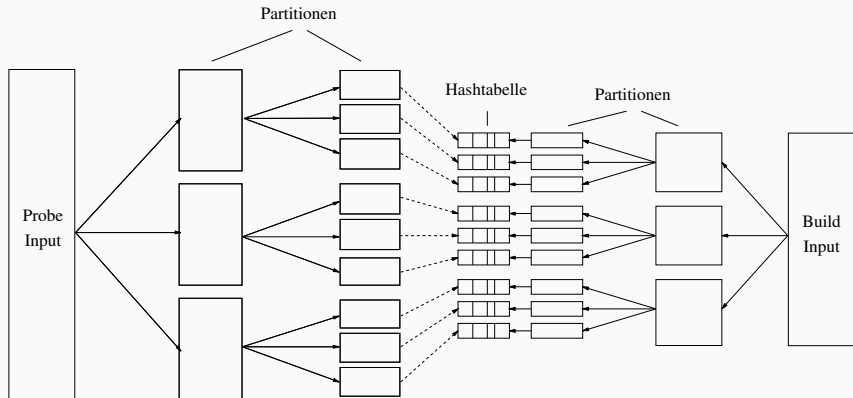 Partitionen
Hashtabelle
Partitionen
Probe
Input
Build
Input